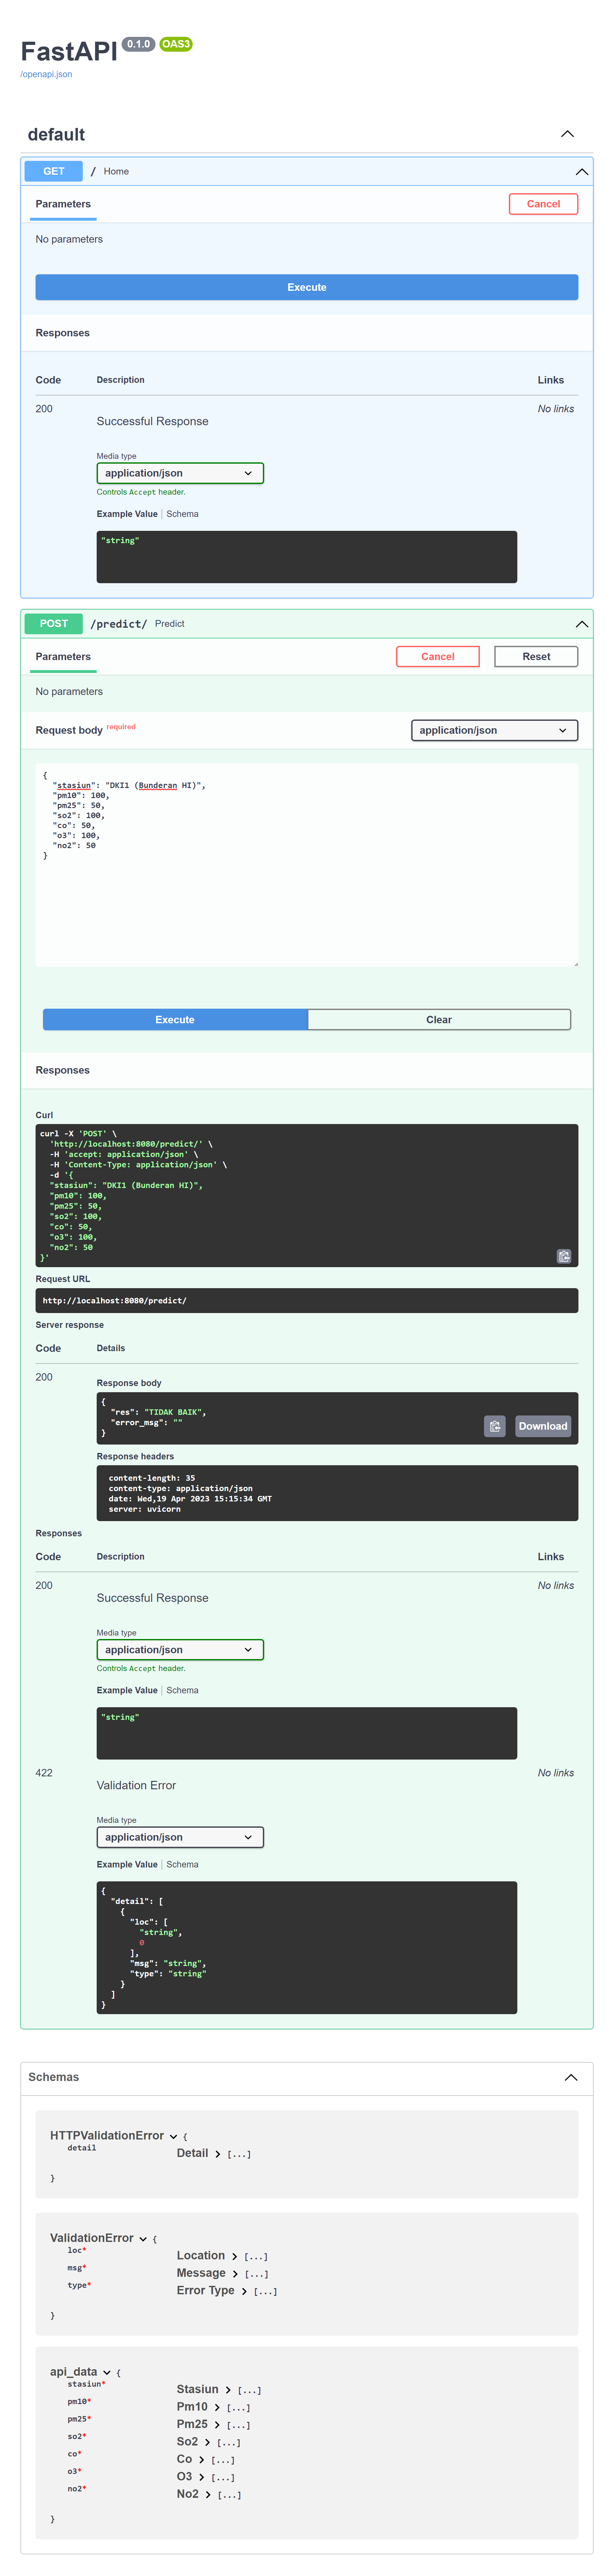 FastAPI 0.1.0 OAS3
/openapi.json
default
GET / Home
Parameters Cancel
No parameters
Execute
Responses
Code Description Links
200 No links
Successful Response
Media type
application/json
Controls Accept header.
Example Value | Schema
"string"
POST /predict/ Predict
Parameters Cancel Reset
No parameters
Request body required application/json
{
"stasiun": "DKI1 (Bunderan HI)",
"pm10": 100,
"pm25": 50,
"so2": 100,
"co": 50,
"o3": 100,
"no2": 50
}
Execute Clear
Responses
Curl
curl -X 'POST' \
'http://localhost:8080/predict/' \
-H 'accept: application/json' \
-H 'Content-Type: application/json' \
-d '{
"stasiun": "DKI1 (Bunderan HI)",
"pm10": 100,
"pm25": 50,
"so2": 100,
"co": 50,
"o3": 100,
"no2": 50
}'
Request URL
http://localhost:8080/predict/
Server response
Code Details
200
Response body
{
"res": "TIDAK BAIK",
"error_msg": ""
}
Download
Response headers
content-length: 35
content-type: application/json
date: Wed,19 Apr 2023 15:15:34 GMT
server: uvicorn
Responses
Code Description Links
200 No links
Successful Response
Media type
application/json
Controls Accept header.
Example Value | Schema
"string"
422 No links
Validation Error
Media type
application/json
Example Value | Schema
{
"detail": [
{
"loc": [
"string",
0
],
"msg": "string",
"type": "string"
}
]
}
Schemas
HTTPValidationError {
detail Detail > [...]
}
ValidationError {
loc* Location > [...]
msg* Message > [...]
type* Error Type > [...]
}
api_data {
stasiun* Stasiun > [...]
pm10* Pm10 > [...]
pm25* Pm25 > [...]
so2* So2 > [...]
co* Co > [...]
o3* O3 > [...]
no2* No2 > [...]
}